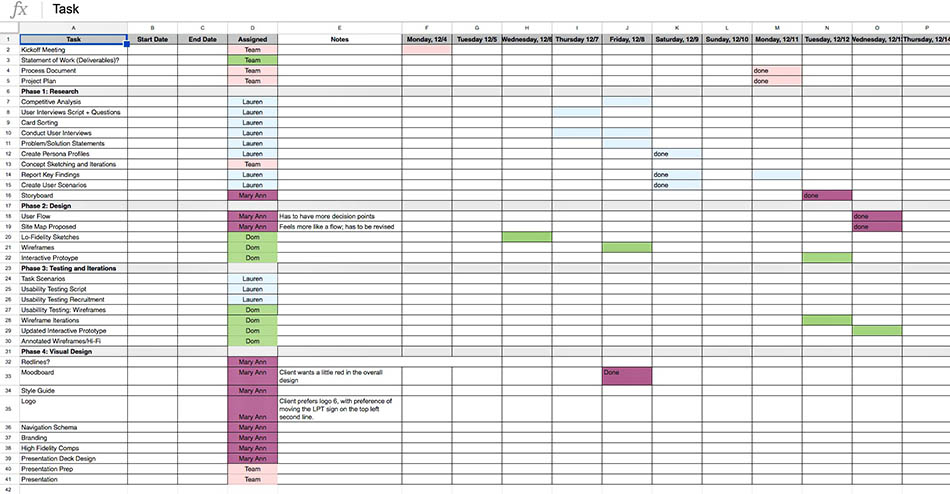 fx Task
A B C D E F G H I J K L M N O P
1 Task Start Date End Date Assigned Notes Monday, 12/4 Tuesday 12/5 Wednesday, 12/6 Thursday 12/7 Friday, 12/8 Saturday, 12/9 Sunday, 12/10 Monday, 12/11 Tuesday, 12/12 Wednesday, 12/13 Thursday, 12/14
2 Kickoff Meeting Team
3 Statement of Work (Deliverables)? Team
4 Process Document Team done
5 Project Plan Team done
6 Phase 1: Research
7 Competitive Analysis Lauren
8 User Interviews Script + Questions Lauren
9 Card Sorting Lauren
10 Conduct User Interviews Lauren
11 Problem/Solution Statements Lauren
12 Create Persona Profiles Lauren done
13 Concept Sketching and Iterations Team
14 Report Key Findings Lauren done
15 Create User Scenarios Lauren done
16 Storyboard Mary Ann done
17 Phase 2: Design
18 User Flow Mary Ann Has to have more decision points done
19 Site Map Proposed Mary Ann Feels more like a flow; has to be revised done
20 Lo-Fidelity Sketches Dom
21 Wireframes Dom
22 Interactive Protoype Dom
23 Phase 3: Testing and Iterations
24 Task Scenarios Lauren
25 Usability Testing Script Lauren
26 Usability Testing Recruitment Lauren
27 Usability Testing: Wireframes Dom
28 Wireframe Iterations Dom
29 Updated Interactive Prototype Dom
30 Annotated Wireframes/Hi-Fi Dom
31 Phase 4: Visual Design
32 Redlines? Mary Ann
33 Moodboard Mary Ann Client wants a little red in the overall Done
design
34 Style Guide Mary Ann
35 Logo Mary Ann Client prefers logo 6, with preference of
moving the LPT sign on the top left
second line.
36 Navigation Schema Mary Ann
37 Branding Mary Ann
38 High Fidelity Comps Mary Ann
39 Presentation Deck Design Mary Ann
40 Presentation Prep Team
41 Presentation Team
42